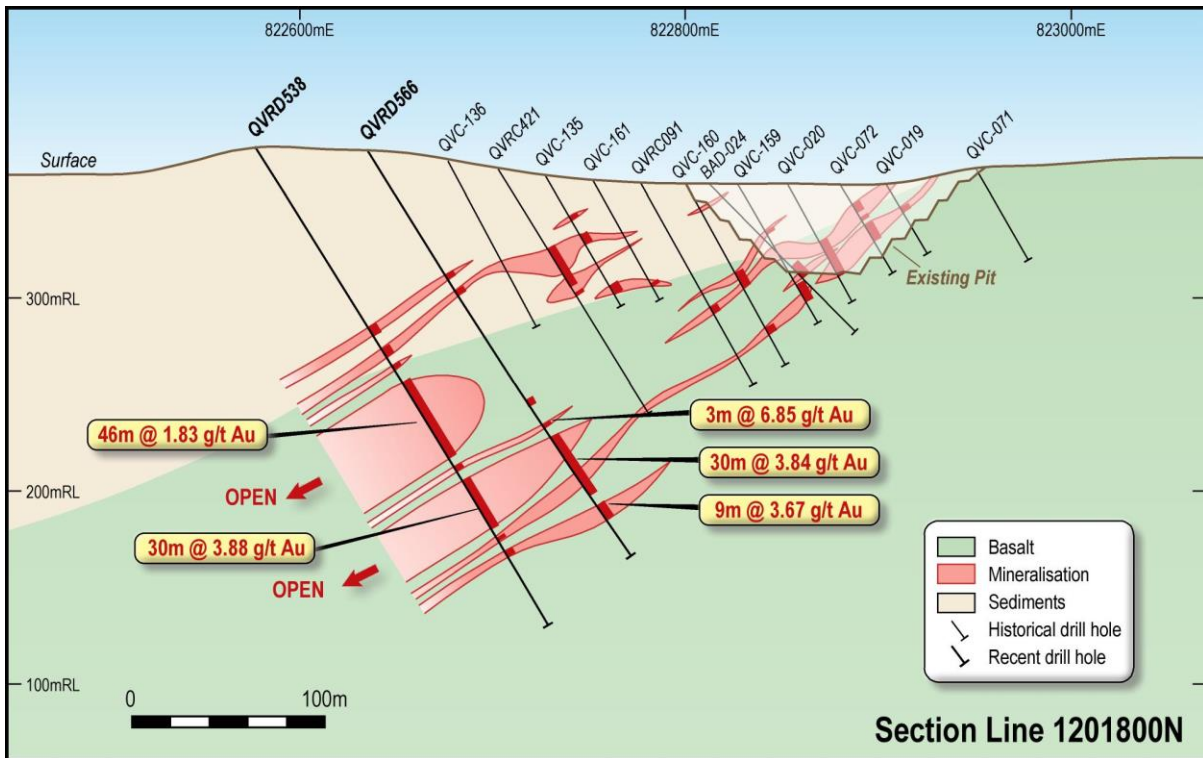 822600mE
822800mE
823000mE
QVRD538
QVRD566
QVC-136
QVRC421
QVC-135
QVC-161
QVRC091
QVC-160
BAD-024
QVC-159
QVC-020
QVC-072
QVC-019
QVC-071
Surface
Existing Pit
300mRL
46m @ 1.83 g/t Au
3m @ 6.85 g/t Au
30m @ 3.84 g/t Au
200mRL
OPEN
9m @ 3.67 g/t Au
30m @ 3.88 g/t Au
OPEN
Basalt
Mineralisation
Sediments
Historical drill hole
Recent drill hole
100mRL
0 100m
Section Line 1201800N